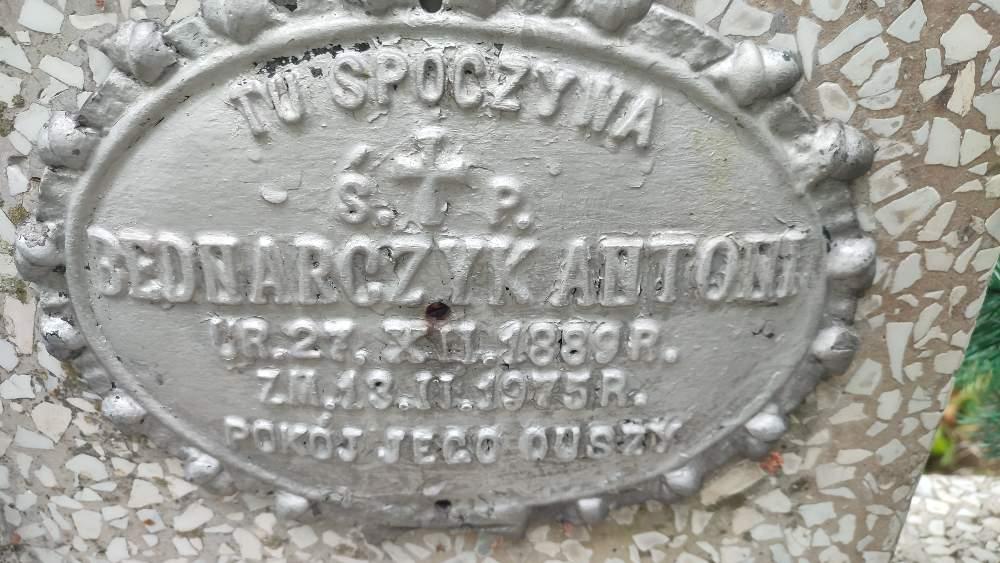 TU SPOCZYWA
Ś. P.
BEDNARCZYK ANTONI
UR. 27. XII. 1889 R.
ZM. 13. II. 1975 R.
POKÓJ JEGO DUSZY